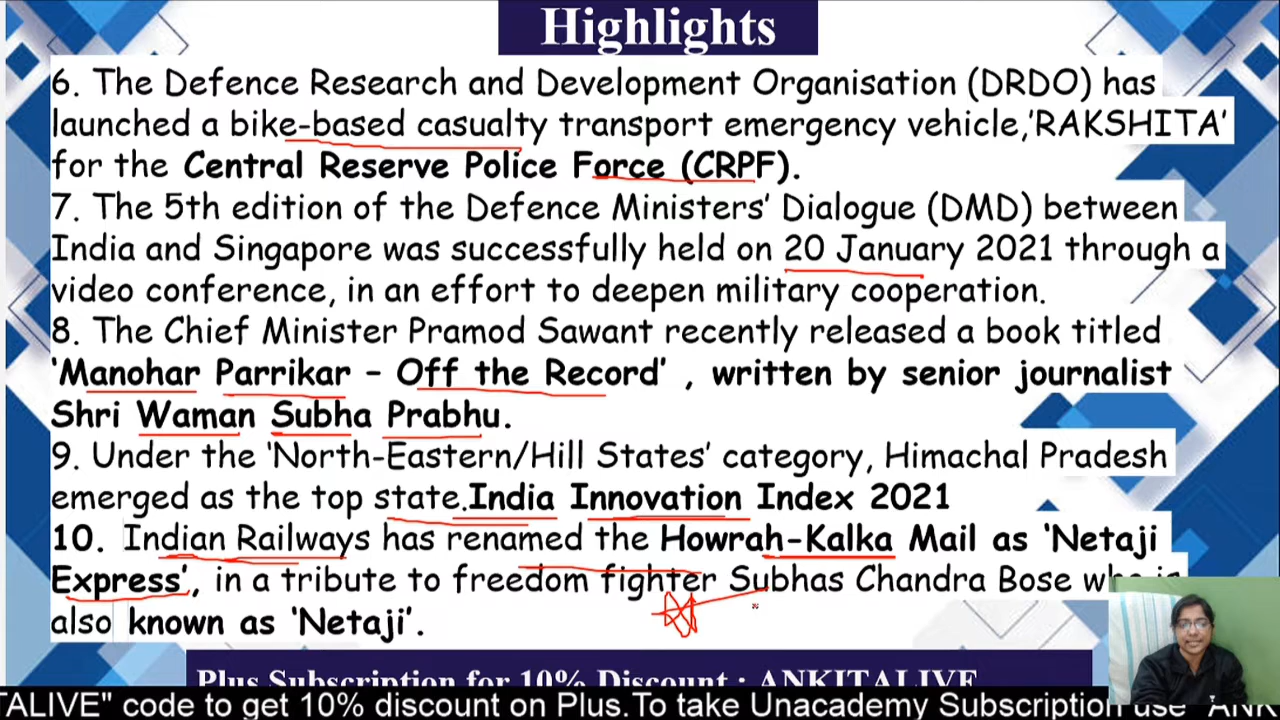 Highlights
6. The Defence Research and Development Organisation (DRDO) has
launched a bike-based casualty transport emergency vehicle,'RAKSHITA'
for the Central Reserve Police Force (CRPF).
7. The 5th edition of the Defence Ministers' Dialogue (DMD) between
India and Singapore was successfully held on 20 January 2021 through a
video conference, in an effort to deepen military cooperation.
8. The Chief Minister Pramod Sawant recently released a book titled
'Manohar Parrikar – Off the Record' , written by senior journalist
Shri Waman Subha Prabhu.
9. Under the 'North-Eastern/Hill States' category, Himachal Pradesh
emerged as the top state.India Innovation Index 2021
10. Indian Railways has renamed the Howrah-Kalka Mail as 'Netaji
Express', in a tribute to freedom fighter Subhas Chandra Bose who is
also known as 'Netaji'.
Plus Subscription for 10% Discount : ANKITALIVE
TALIVE" code to get 10% discount on Plus.To take Unacademy Subscription use "ANK